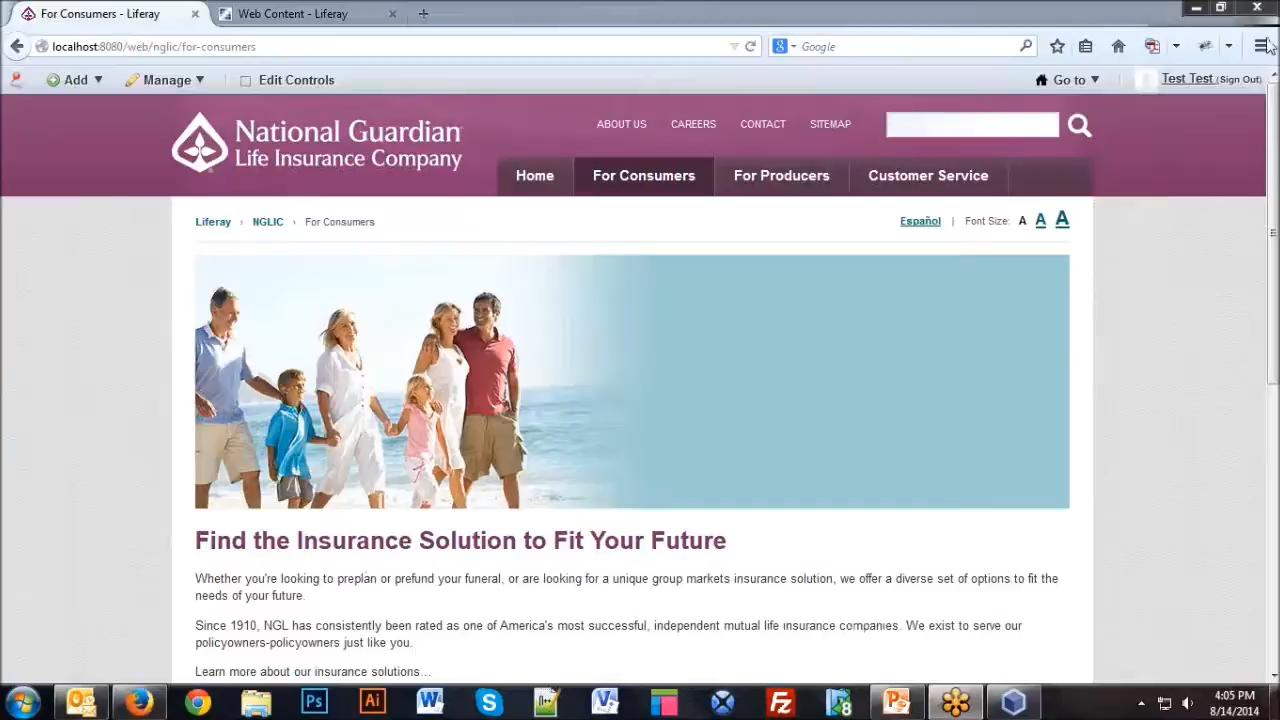 For Consumers - Liferay
Web Content - Liferay
localhost:8080/web/nglic/for-consumers
Google
Add
Manage
Edit Controls
Go to
Test Test (Sign Out)
National Guardian
Life Insurance Company
ABOUT US
CAREERS
CONTACT
SITEMAP
Home
For Consumers
For Producers
Customer Service
Liferay › NGLIC › For Consumers
Español | Font Size: A A A
Find the Insurance Solution to Fit Your Future
Whether you're looking to preplan or prefund your funeral, or are looking for a unique group markets insurance solution, we offer a diverse set of options to fit the
needs of your future.
Since 1910, NGL has consistently been rated as one of America's most successful, independent mutual life insurance companies. We exist to serve our
policyowners-policyowners just like you.
Learn more about our insurance solutions...
4:05 PM
8/14/2014